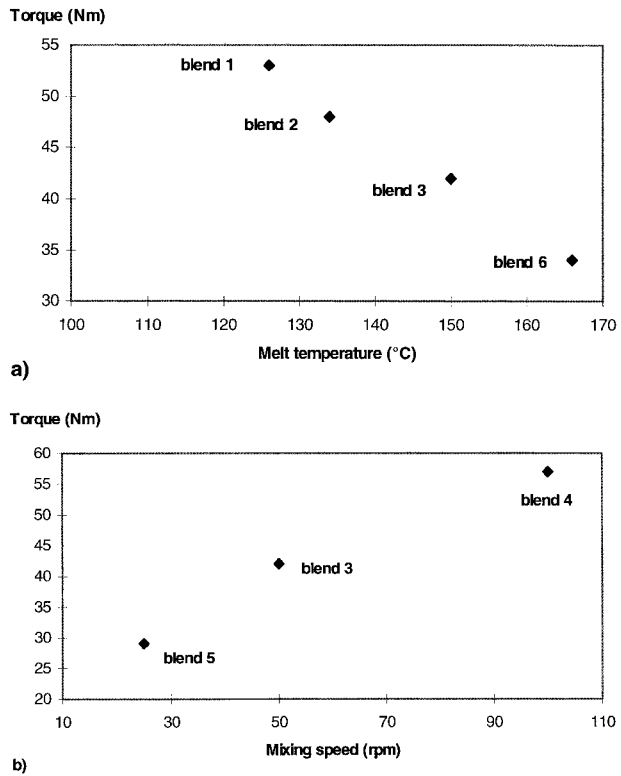 Torque (Nm)
55
50
45
40
35
30
blend 1
blend 2
blend 3
blend 6
100 110 120 130 140 150 160 170
Melt temperature (°C)
a)
Torque (Nm)
60
55
50
45
40
35
30
25
20
blend 4
blend 3
blend 5
10 30 50 70 90 110
Mixing speed (rpm)
b)